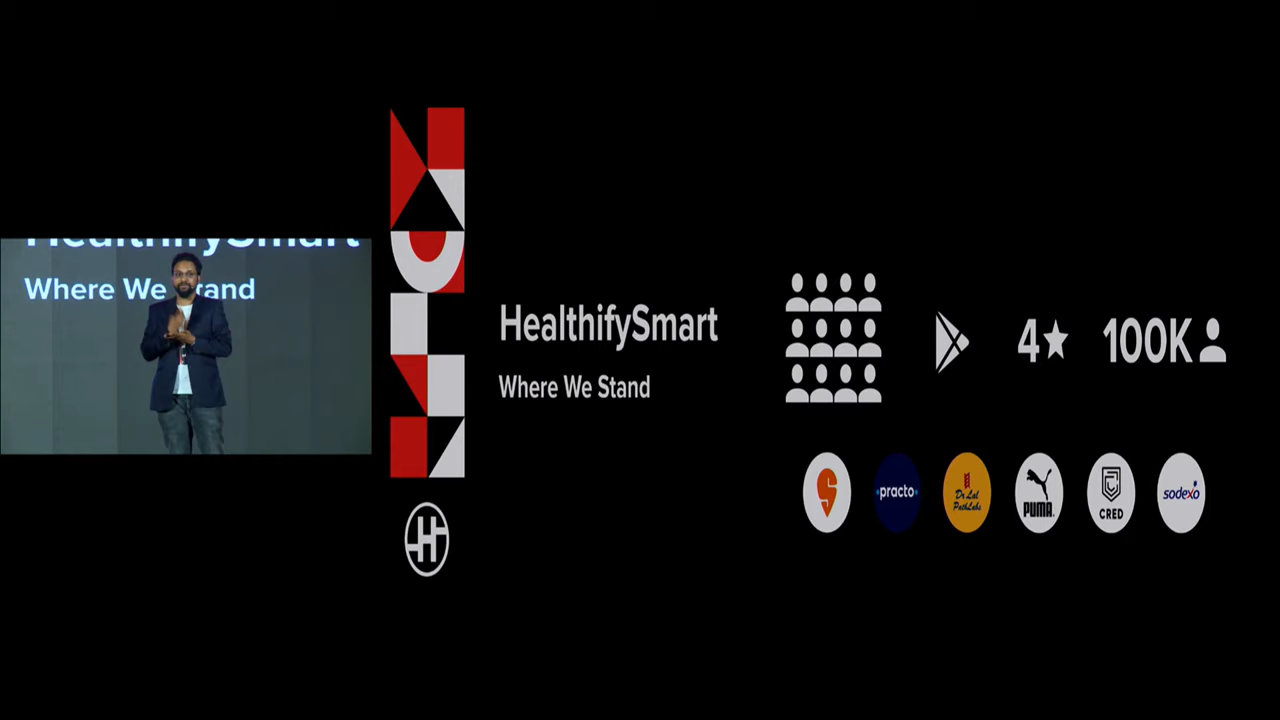 HealthifySmart
Where We Stand
HealthifySmart
Where We Stand
4★ 100K
practo
Dr Lal
PathLabs
PUMA
CRED
sodexo
H